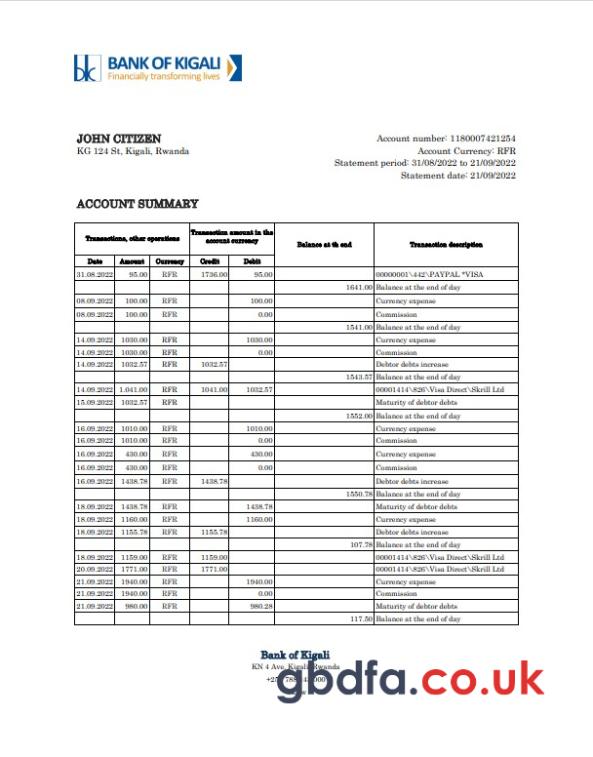 BANK OF KIGALI
Financially transforming lives
JOHN CITIZEN
KG 124 St, Kigali, Rwanda
Account number: 1180007421254
Account Currency: RFR
Statement period: 31/08/2022 to 21/09/2022
Statement date: 21/09/2022
ACCOUNT SUMMARY
Transactions, other operations Transaction amount in the account currency Balance at th end Transaction description
Date Amount Currency Credit Debit
31.08.2022 95.00 RFR 1736.00 95.00 00000001\442\PAYPAL *VISA
1641.00 Balance at the end of day
08.09.2022 100.00 RFR 100.00 Currency expense
08.09.2022 100.00 RFR 0.00 Commission
1541.00 Balance at the end of day
14.09.2022 1030.00 RFR 1030.00 Currency expense
14.09.2022 1030.00 RFR 0.00 Commission
14.09.2022 1032.57 RFR 1032.57 Debtor debts increase
1543.57 Balance at the end of day
14.09.2022 1.041.00 RFR 1041.00 1032.57 00001414\826\Visa Direct\Skrill Ltd
15.09.2022 1032.57 RFR Maturity of debtor debts
1552.00 Balance at the end of day
16.09.2022 1010.00 RFR 1010.00 Currency expense
16.09.2022 1010.00 RFR 0.00 Commission
16.09.2022 430.00 RFR 430.00 Currency expense
16.09.2022 430.00 RFR 0.00 Commission
16.09.2022 1438.78 RFR 1438.78 Debtor debts increase
1550.78 Balance at the end of day
18.09.2022 1438.78 RFR 1438.78 Maturity of debtor debts
18.09.2022 1160.00 RFR 1160.00 Currency expense
18.09.2022 1155.78 RFR 1155.78 Debtor debts increase
107.78 Balance at the end of day
18.09.2022 1159.00 RFR 1159.00 00001414\826\Visa Direct\Skrill Ltd
20.09.2022 1771.00 RFR 1771.00 00001414\826\Visa Direct\Skrill Ltd
21.09.2022 1940.00 RFR 1940.00 Currency expense
21.09.2022 1940.00 RFR 0.00 Commission
21.09.2022 980.00 RFR 980.28 Maturity of debtor debts
117.50 Balance at the end of day
Bank of Kigali
KN 4 Ave, Kigali, Rwanda
gbdfa.co.uk